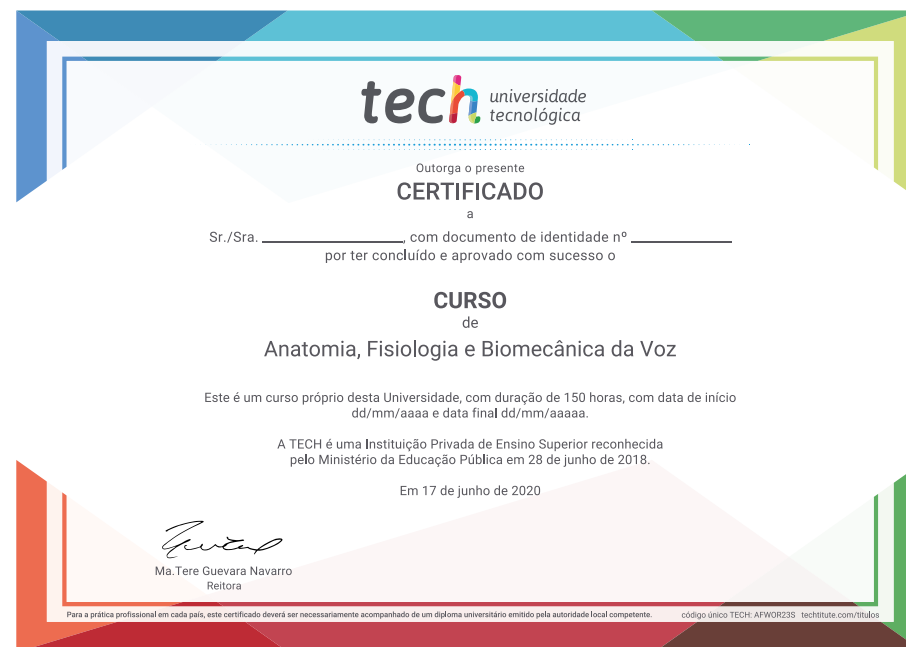 tech universidade
tecnológica
Outorga o presente
CERTIFICADO
a
Sr./Sra. ____________________, com documento de identidade nº ______________
por ter concluído e aprovado com sucesso o
CURSO
de
Anatomia, Fisiologia e Biomecânica da Voz
Este é um curso próprio desta Universidade, com duração de 150 horas, com data de início
dd/mm/aaaa e data final dd/mm/aaaaa.
A TECH é uma Instituição Privada de Ensino Superior reconhecida
pelo Ministério da Educação Pública em 28 de junho de 2018.
Em 17 de junho de 2020
Ma.Tere Guevara Navarro
Reitora
Para a prática profissional em cada país, este certificado deverá ser necessariamente acompanhado de um diploma universitário emitido pela autoridade local competente. código único TECH: AFWOR23S techtitute.com/titulos